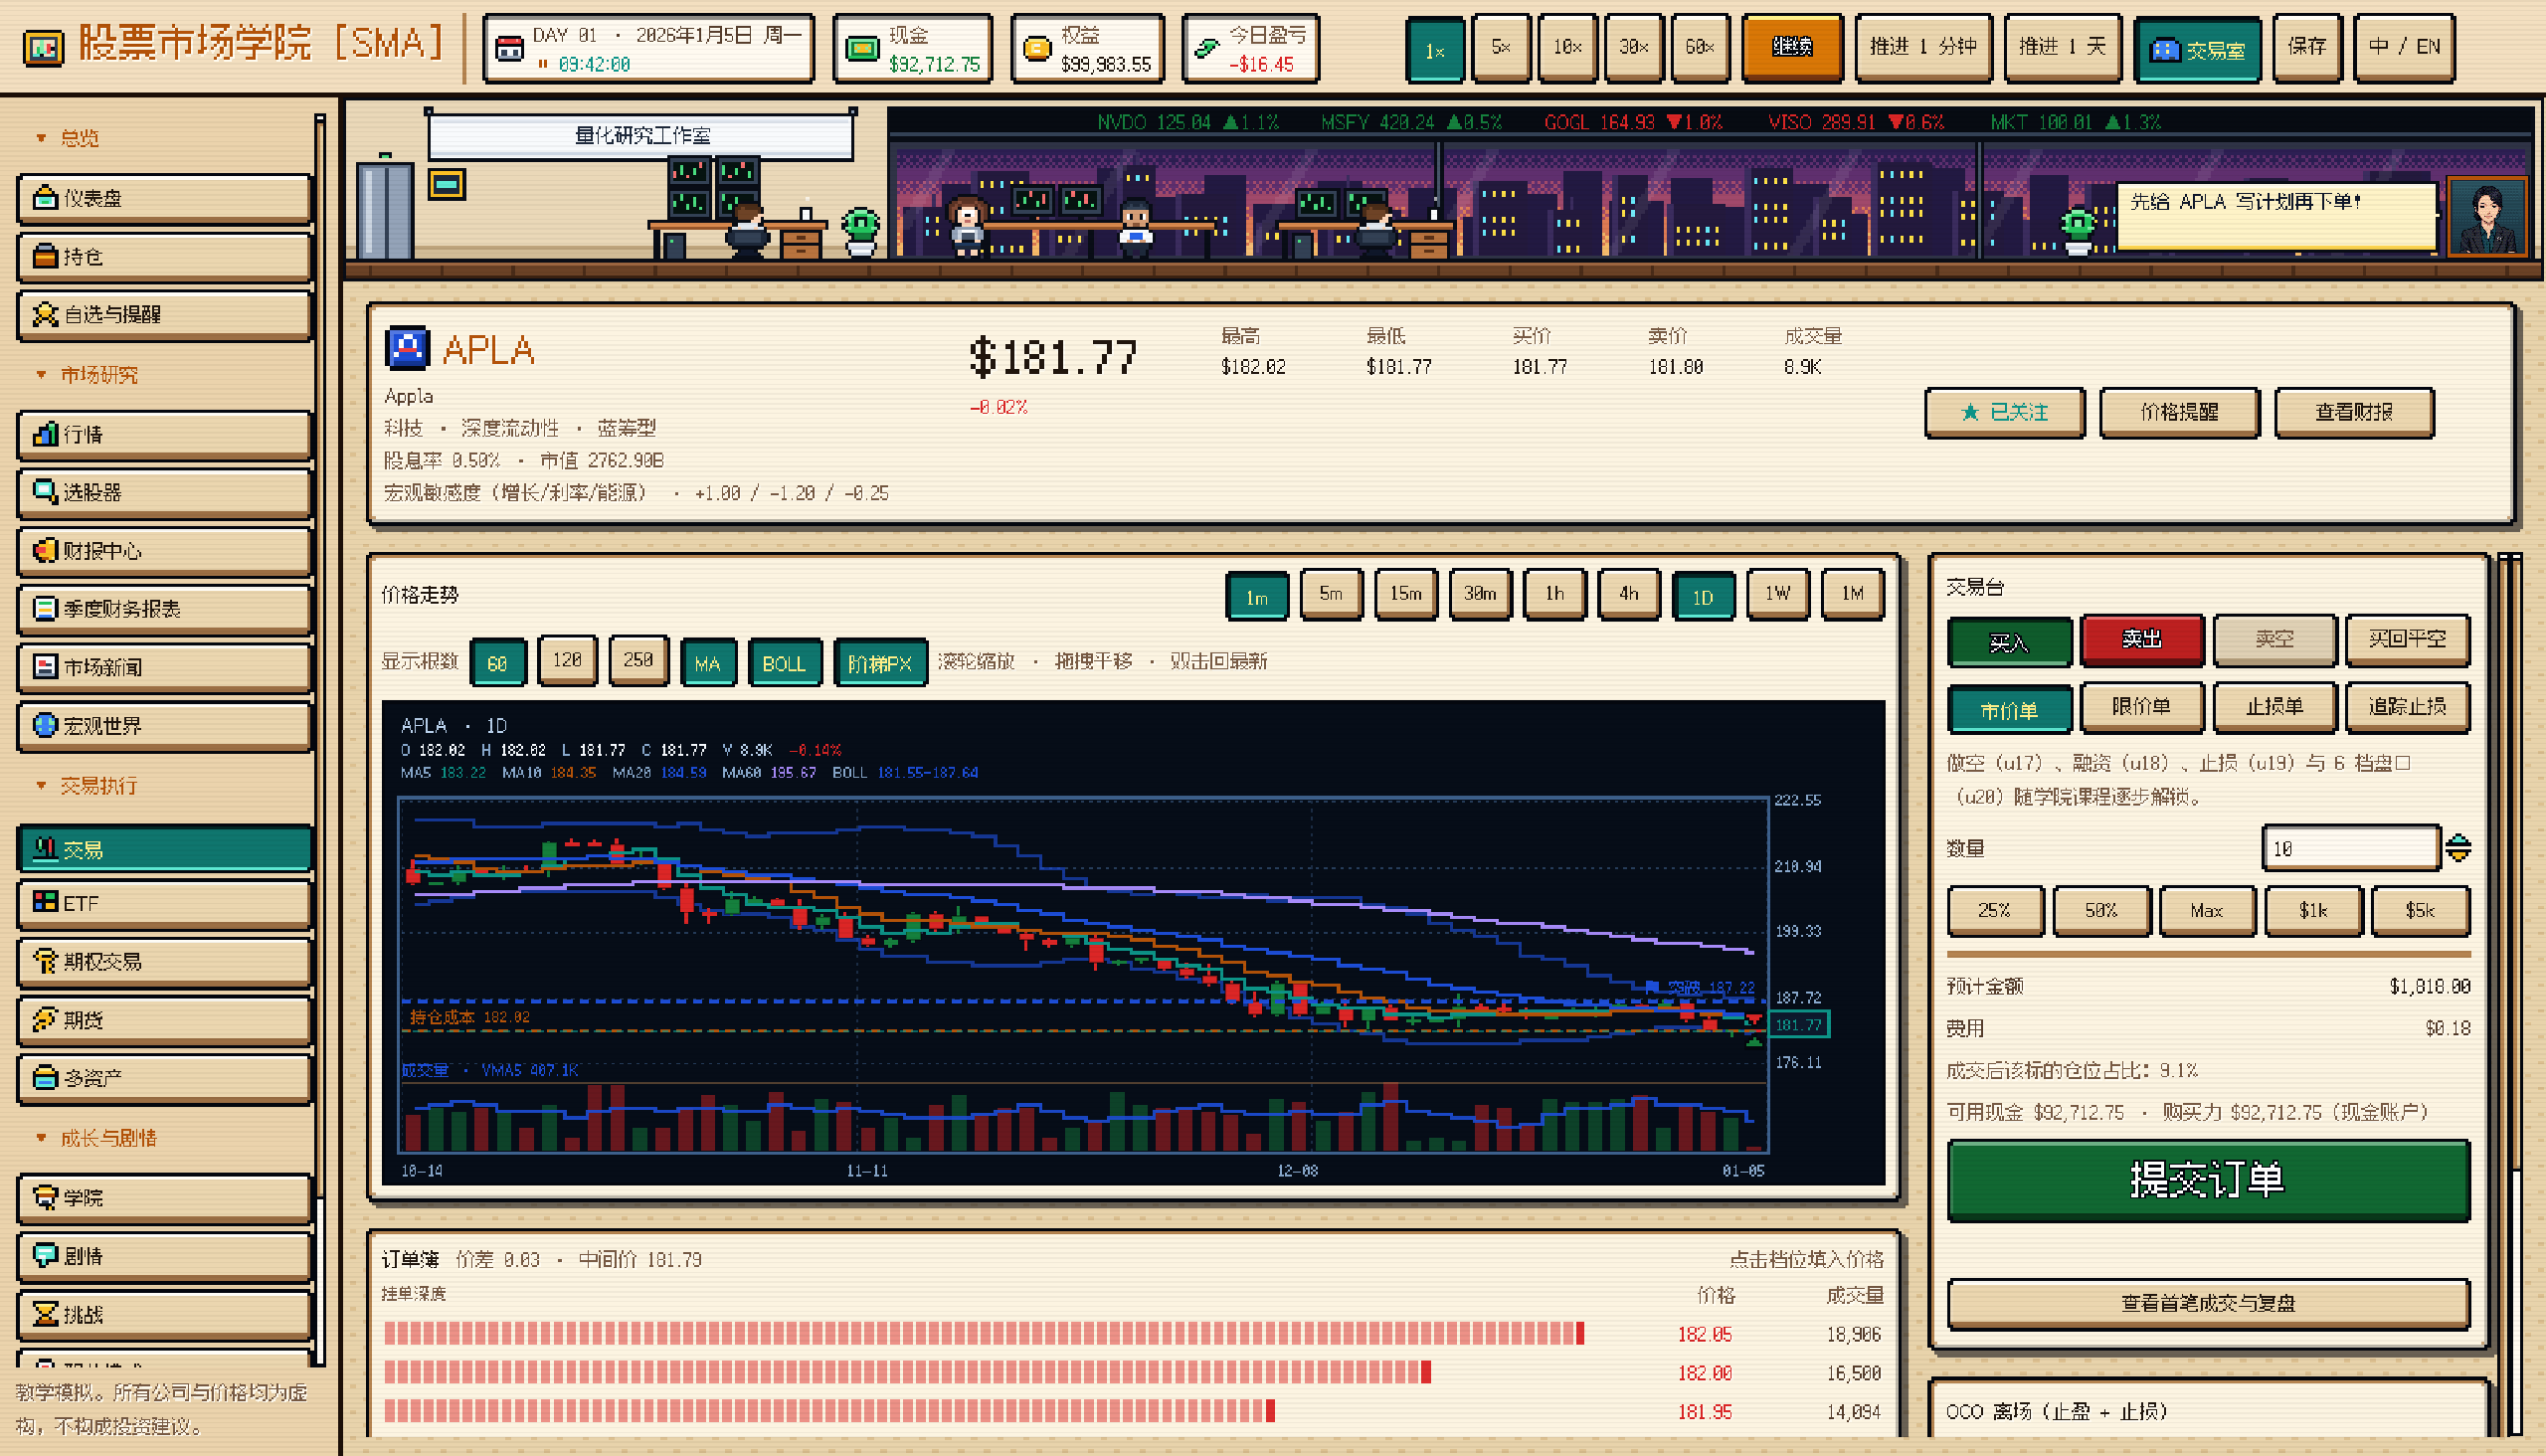 股票市场学院 [SMA]
DAY 01 · 2026年1月5日 周一
09:42:00
现金
$92,712.75
权益
$99,983.55
今日盈亏
-$16.45
1×
5×
10×
30×
60×
继续
推进 1 分钟
推进 1 天
交易室
保存
中 / EN
总览
仪表盘
持仓
自选与提醒
市场研究
行情
选股器
财报中心
季度财务报表
市场新闻
宏观世界
交易执行
交易
ETF
期权交易
期货
多资产
成长与剧情
学院
剧情
挑战
教学模拟。所有公司与价格均为虚
构，不构成投资建议。
量化研究工作室
NVDO 125.04 ▲1.1% MSFY 420.24 ▲0.5% GOGL 164.93 ▼1.0% VISO 289.91 ▼0.6% MKT 100.01 ▲1.3%
先给 APLA 写计划再下单!
APLA
Appla
科技 · 深度流动性 · 蓝筹型
股息率 0.50% · 市值 2762.90B
宏观敏感度 (增长/利率/能源) · +1.00 / -1.20 / -0.25
$181.77
-0.02%
最高
$182.02
最低
$181.77
买价
181.77
卖价
181.80
成交量
8.9K
★ 已关注
价格提醒
查看财报
价格走势
1m
5m
15m
30m
1h
4h
1D
1W
1M
显示根数
60
120
250
MA
BOLL
阶梯PX
滚轮缩放 · 拖拽平移 · 双击回最新
APLA · 1D
O 182.02 H 182.02 L 181.77 C 181.77 V 8.9K -0.14%
MA5 183.22 MA10 184.35 MA20 184.59 MA60 195.67 BOLL 181.55-187.64
222.55
210.94
199.33
187.72
181.77
176.11
突破 187.22
持仓成本 182.02
成交量 · VMA5 407.1K
10-14
11-11
12-08
01-05
订单簿 价差 0.03 · 中间价 181.79
点击档位填入价格
挂单深度
价格
成交量
182.05 18,906
182.00 16,500
181.95 14,094
交易台
买入
卖出
卖空
买回平空
市价单
限价单
止损单
追踪止损
做空 (u17) 、融资 (u18) 、止损 (u19) 与 6 档盘口
(u20) 随学院课程逐步解锁。
数量
10
25%
50%
Max
$1k
$5k
预计金额
$1,818.00
费用
$0.18
成交后该标的仓位占比: 9.1%
可用现金 $92,712.75 · 购买力 $92,712.75 (现金账户)
提交订单
查看首笔成交与复盘
OCO 离场 (止盈 + 止损)